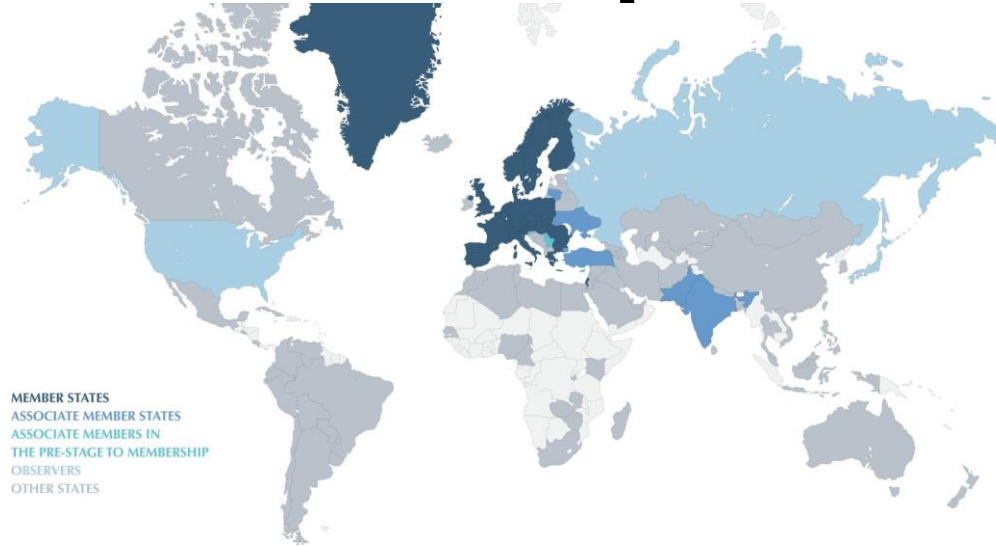 MEMBER STATES
ASSOCIATE MEMBER STATES
ASSOCIATE MEMBERS IN
THE PRE-STAGE TO MEMBERSHIP
OBSERVERS
OTHER STATES